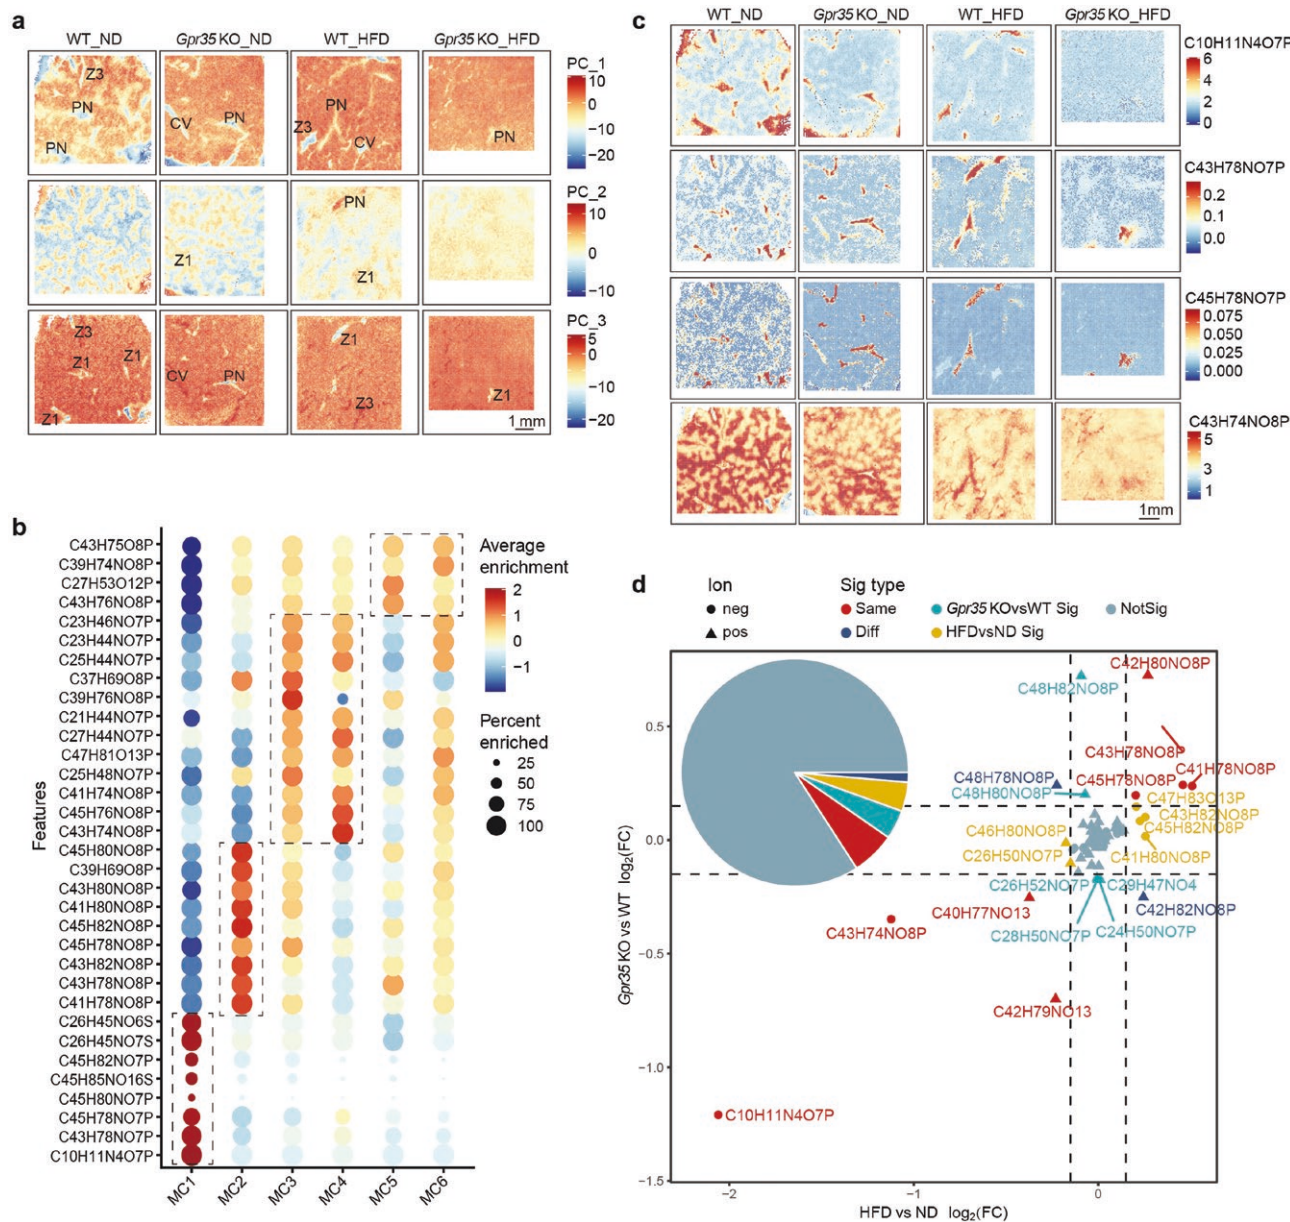 a
WT_ND
Gpr35 KO_ND
WT_HFD
Gpr35 KO_HFD
Z3
PN
PN
CV
PN
PN
Z3
CV
PN
PC_1
10
0
−10
−20
Z1
PN
Z1
PC_2
10
0
−10
Z3
Z1
Z1
Z1
CV
PN
Z1
Z3
Z1
1 mm
PC_3
5
0
−10
−20
c
WT_ND
Gpr35 KO_ND
WT_HFD
Gpr35 KO_HFD
C10H11N4O7P
6
4
2
0
C43H78NO7P
0.2
0.1
0.0
C45H78NO7P
0.075
0.050
0.025
0.000
C43H74NO8P
5
3
1
1mm
b
Features
C43H75O8P
C39H74NO8P
C27H53O12P
C43H76NO8P
C23H46NO7P
C23H44NO7P
C25H44NO7P
C37H69O8P
C39H76NO8P
C21H44NO7P
C27H44NO7P
C47H81O13P
C25H48NO7P
C41H74NO8P
C45H76NO8P
C43H74NO8P
C45H80NO8P
C39H69O8P
C43H80NO8P
C41H80NO8P
C45H82NO8P
C45H78NO8P
C43H82NO8P
C43H78NO8P
C41H78NO8P
C26H45NO6S
C26H45NO7S
C45H82NO7P
C45H85NO16S
C45H80NO7P
C45H78NO7P
C43H78NO7P
C10H11N4O7P
MC1
MC2
MC3
MC4
MC5
MC6
Average
enrichment
2
1
0
−1
Percent
enriched
25
50
75
100
d
Ion
neg
pos
Sig type
Same
Diff
Gpr35 KOvsWT Sig
HFDvsND Sig
NotSig
Gpr35 KO vs WT log2(FC)
0.5
0.0
−0.5
−1.0
−1.5
C48H82NO8P
C42H80NO8P
C43H78NO8P
C41H78NO8P
C48H78NO8P
C45H78NO8P
C48H80NO8P
C47H83O13P
C43H82NO8P
C46H80NO8P
C45H82NO8P
C26H50NO7P
C41H80NO8P
C26H52NO7P
C29H47NO4
C40H77NO13
C42H82NO8P
C43H74NO8P
C28H50NO7P
C24H50NO7P
C42H79NO13
C10H11N4O7P
−2
−1
0
HFD vs ND log2(FC)